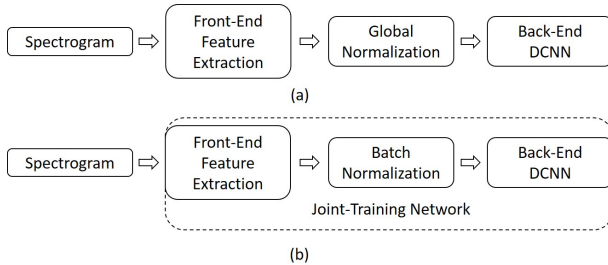 Spectrogram
Front-End
Feature
Extraction
Global
Normalization
Back-End
DCNN
(a)
Spectrogram
Front-End
Feature
Extraction
Batch
Normalization
Back-End
DCNN
Joint-Training Network
(b)